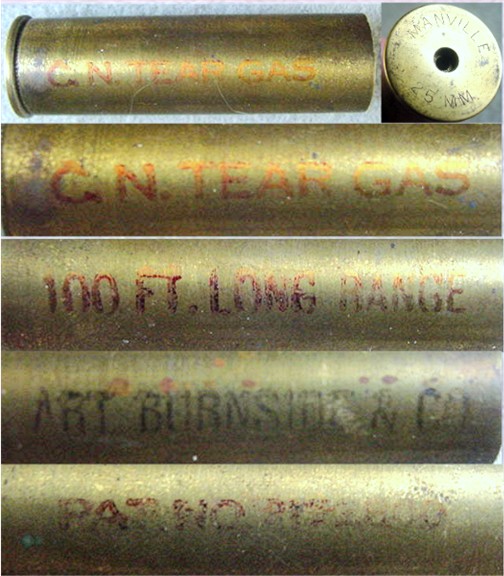 C. N. TEAR GAS
MANVILLE
25 MM.
C. N. TEAR GAS
100 FT. LONG RANGE
ART BURNSIDE & CO
PAT. NO